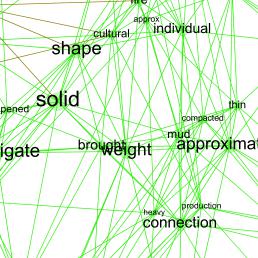 fire
approx
cultural
individual
shape
solid
pened
thin
compacted
mud
igate
brought
weight
approximat
production
heavy
connection